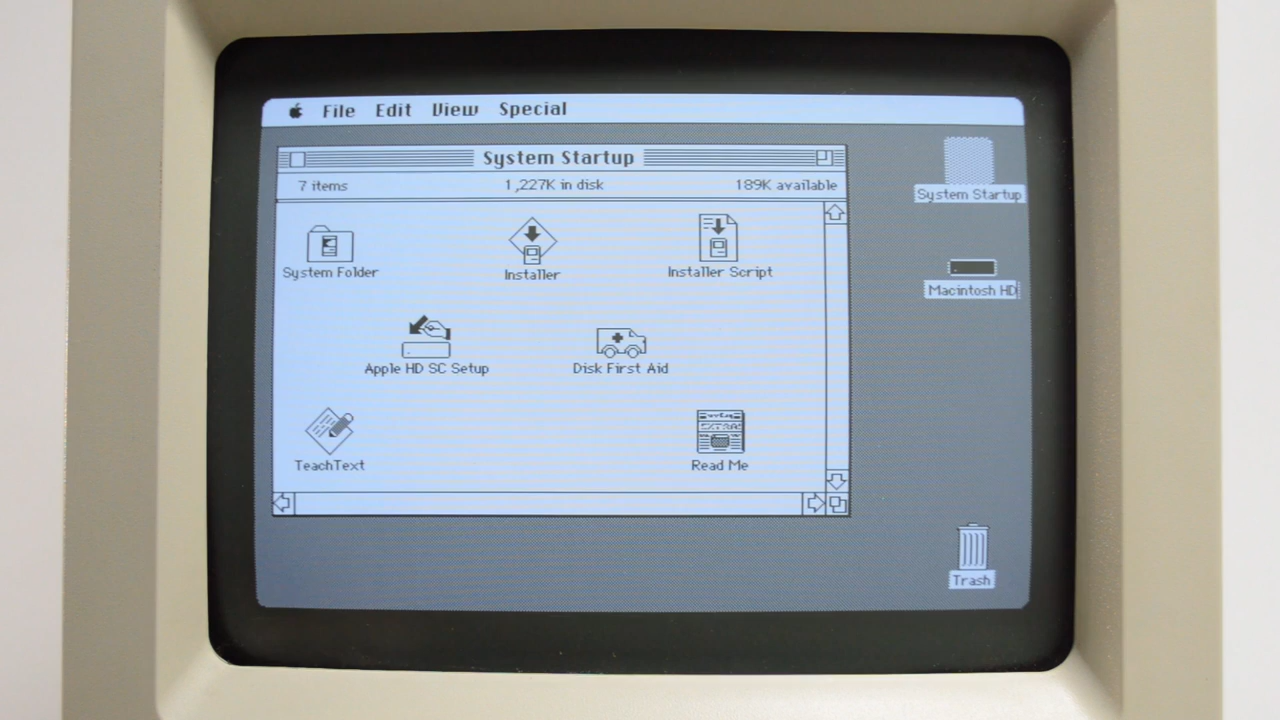 File Edit View Special
System Startup
7 items 1,227K in disk 189K available
System Startup
System Folder Installer Installer Script
Macintosh HD
Apple HD SC Setup Disk First Aid
EXTRA
TeachText Read Me
Trash